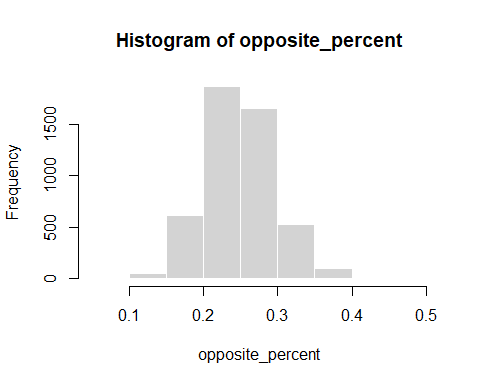 Histogram of opposite_percent
Frequency
1500
1000
500
0
0.1 0.2 0.3 0.4 0.5
opposite_percent